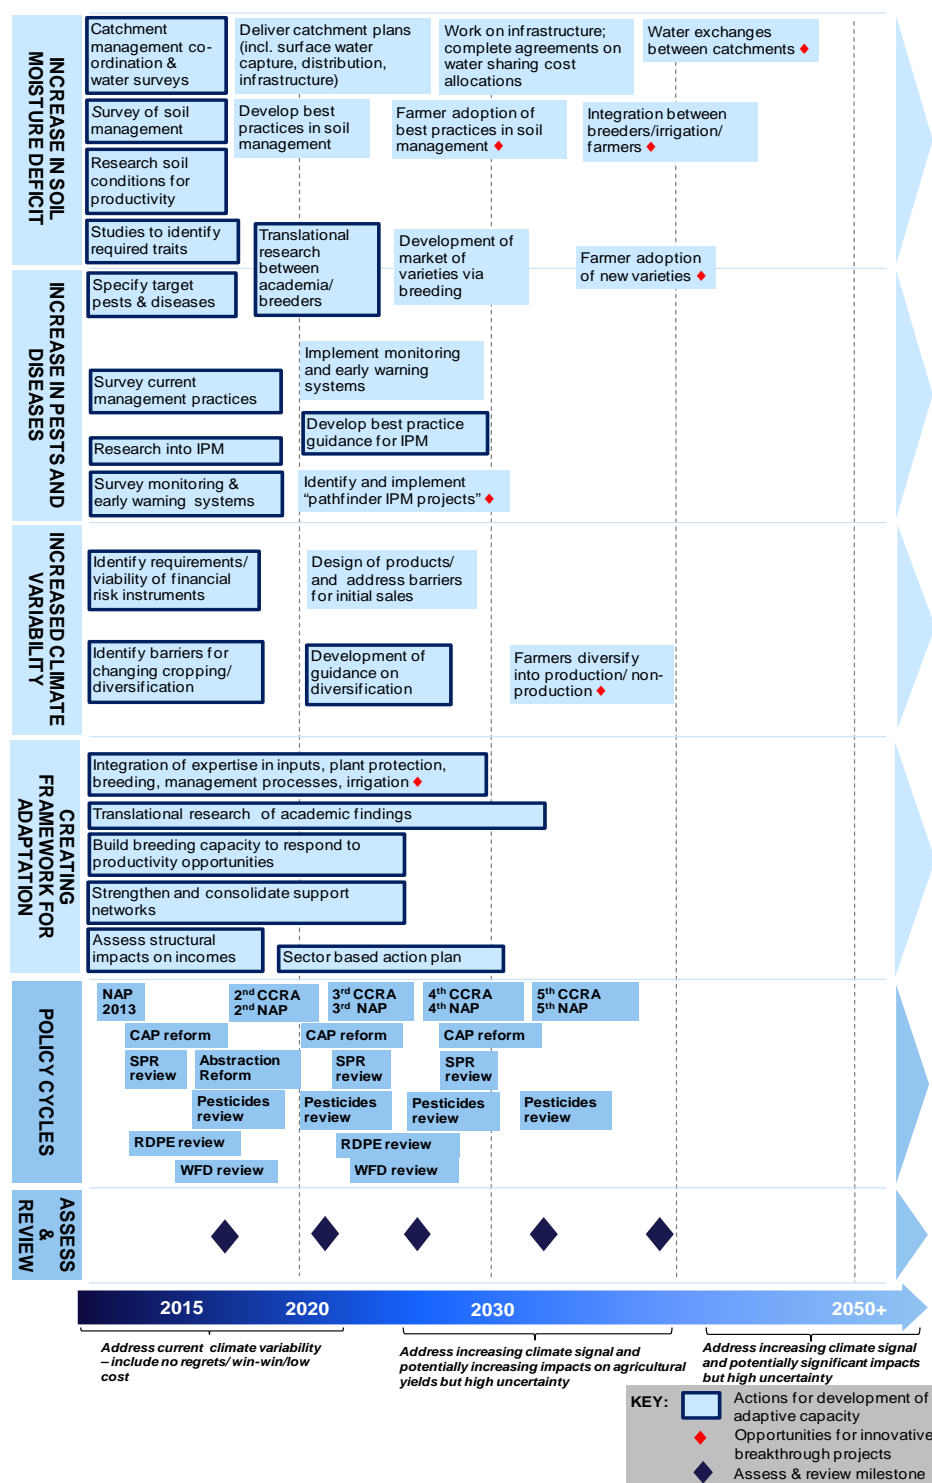 INCREASE IN SOIL
MOISTURE DEFICIT
Catchment
management co-
ordination &
water surveys
Deliver catchment plans
(incl. surface water
capture, distribution,
infrastructure)
Work on infrastructure;
complete agreements on
water sharing cost
allocations
Water exchanges
between catchments
Survey of soil
management
Develop best
practices in soil
management
Farmer adoption of
best practices in soil
management
Integration between
breeders/irrigation/
farmers
Research soil
conditions for
productivity
Studies to identify
required traits
Translational
research
between
academia/
breeders
Development of
market of
varieties via
breeding
Farmer adoption
of new varieties
INCREASE IN PESTS AND
DISEASES
Specify target
pests & diseases
Survey current
management practices
Implement monitoring
and early warning
systems
Develop best practice
guidance for IPM
Research into IPM
Survey monitoring &
early warning systems
Identify and implement
“pathfinder IPM projects”
INCREASED CLIMATE
VARIABILITY
Identify requirements/
viability of financial
risk instruments
Design of products/
and address barriers
for initial sales
Identify barriers for
changing cropping/
diversification
Development of
guidance on
diversification
Farmers diversify
into production/ non-
production
CREATING
FRAMEWORK FOR
ADAPTATION
Integration of expertise in inputs, plant protection,
breeding, management processes, irrigation
Translational research of academic findings
Build breeding capacity to respond to
productivity opportunities
Strengthen and consolidate support
networks
Assess structural
impacts on incomes
Sector based action plan
POLICY CYCLES
NAP
2013
2nd CCRA
2nd NAP
3rd CCRA
3rd NAP
4th CCRA
4th NAP
5th CCRA
5th NAP
CAP reform
CAP reform
CAP reform
SPR
review
Abstraction
Reform
SPR
review
SPR
review
Pesticides
review
Pesticides
review
Pesticides
review
Pesticides
review
RDPE review
RDPE review
WFD review
WFD review
ASSESS
&
REVIEW
2015 2020 2030 2050+
Address current climate variability
– include no regrets/ win-win/low
cost
Address increasing climate signal and
potentially increasing impacts on agricultural
yields but high uncertainty
Address increasing climate signal
and potentially significant impacts
but high uncertainty
KEY:
Actions for development of
adaptive capacity
Opportunities for innovative
breakthrough projects
Assess & review milestone